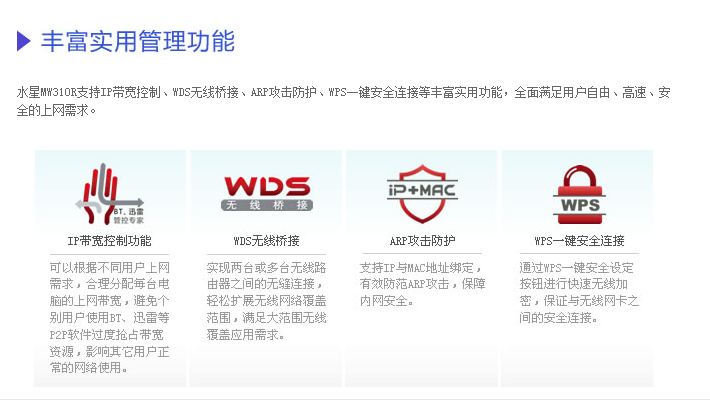 丰富实用管理功能
水星MW310R支持IP带宽控制、WDS无线桥接、ARP攻击防护、WPS一键安全连接等丰富实用功能，全面满足用户自由、高速、安
全的上网需求。
BT、迅雷
管控专家
IP带宽控制功能
可以根据不同用户上网
需求，合理分配每台电
脑的上网带宽，避免个
别用户使用BT、迅雷等
P2P软件过度抢占带宽
资源，影响其它用户正
常的网络使用。
WDS
无线桥接
WDS无线桥接
实现两台或多台无线路
由器之间的无缝连接，
轻松扩展无线网络覆盖
范围，满足大范围无线
覆盖应用需求。
iP+MAC
ARP攻击防护
支持IP与MAC地址绑定，
有效防范ARP攻击，保障
内网安全。
WPS
WPS一键安全连接
通过WPS一键安全设定
按钮进行快速无线加
密，保证与无线网卡之
间的安全连接。